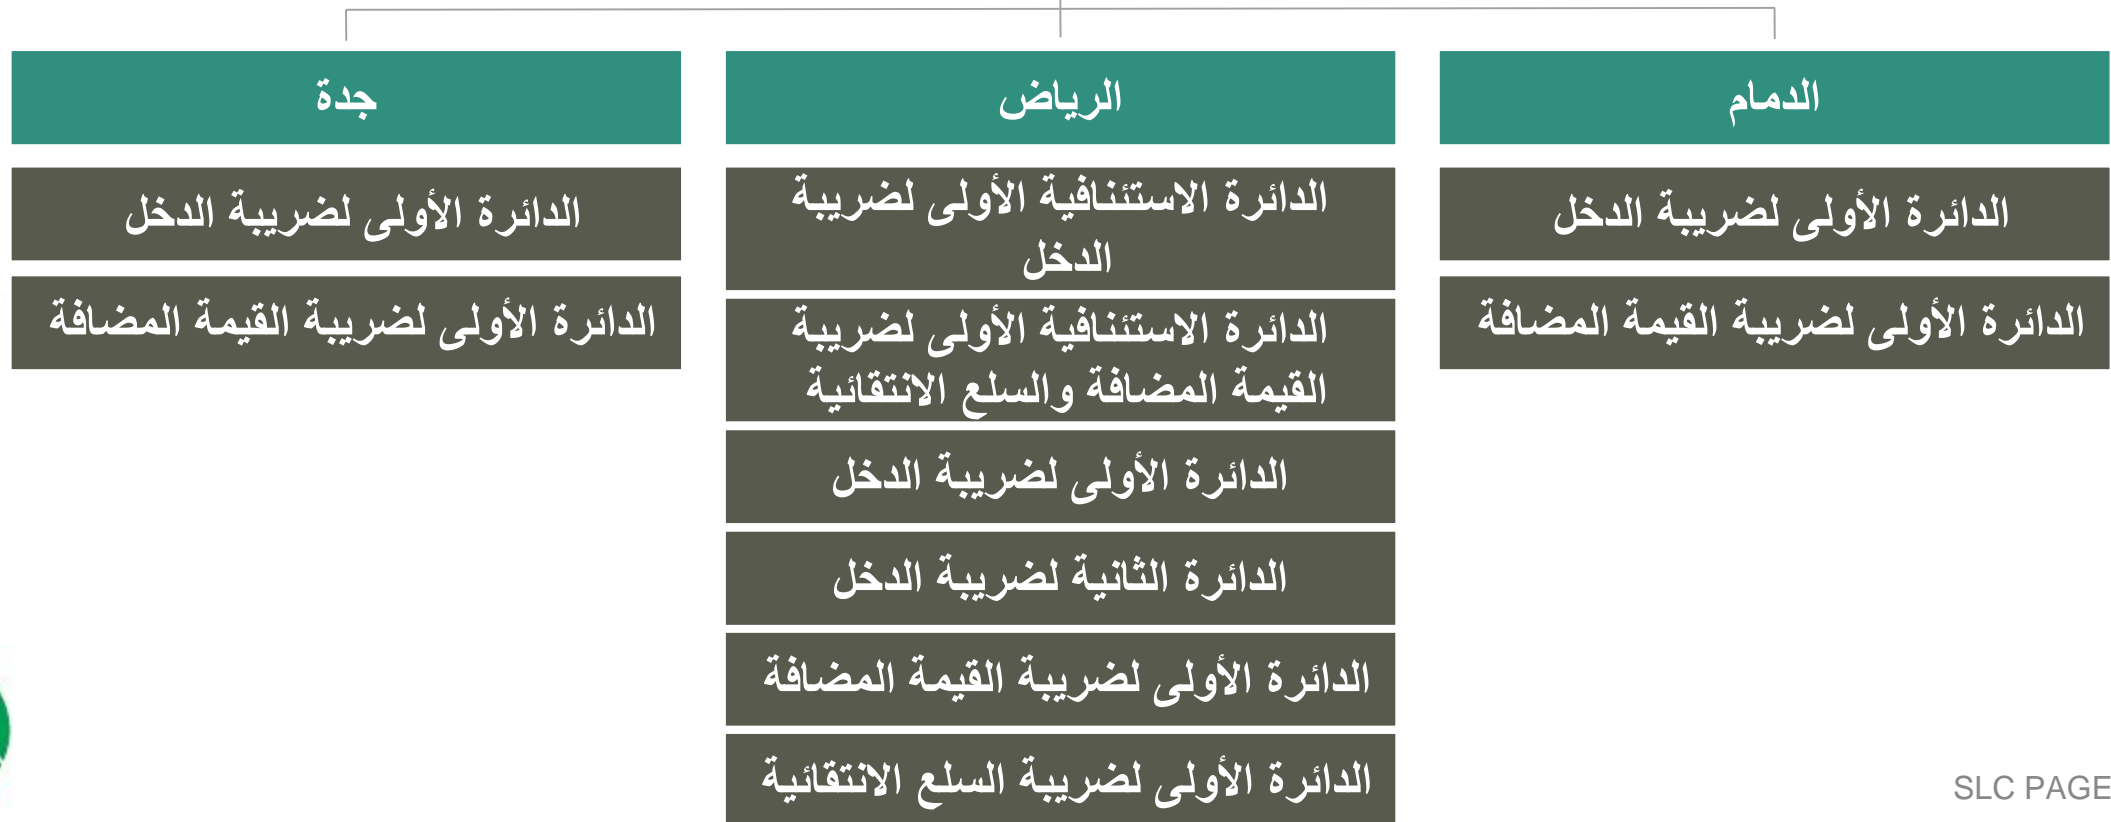 الدمام
الدائرة الأولى لضريبة الدخل
الدائرة الأولى لضريبة القيمة المضافة
الرياض
الدائرة الاستئنافية الأولى لضريبة
الدخل
الدائرة الاستئنافية الأولى لضريبة
القيمة المضافة والسلع الانتقائية
الدائرة الأولى لضريبة الدخل
الدائرة الثانية لضريبة الدخل
الدائرة الأولى لضريبة القيمة المضافة
الدائرة الأولى لضريبة السلع الانتقائية
جدة
الدائرة الأولى لضريبة الدخل
الدائرة الأولى لضريبة القيمة المضافة
SLC PAGE